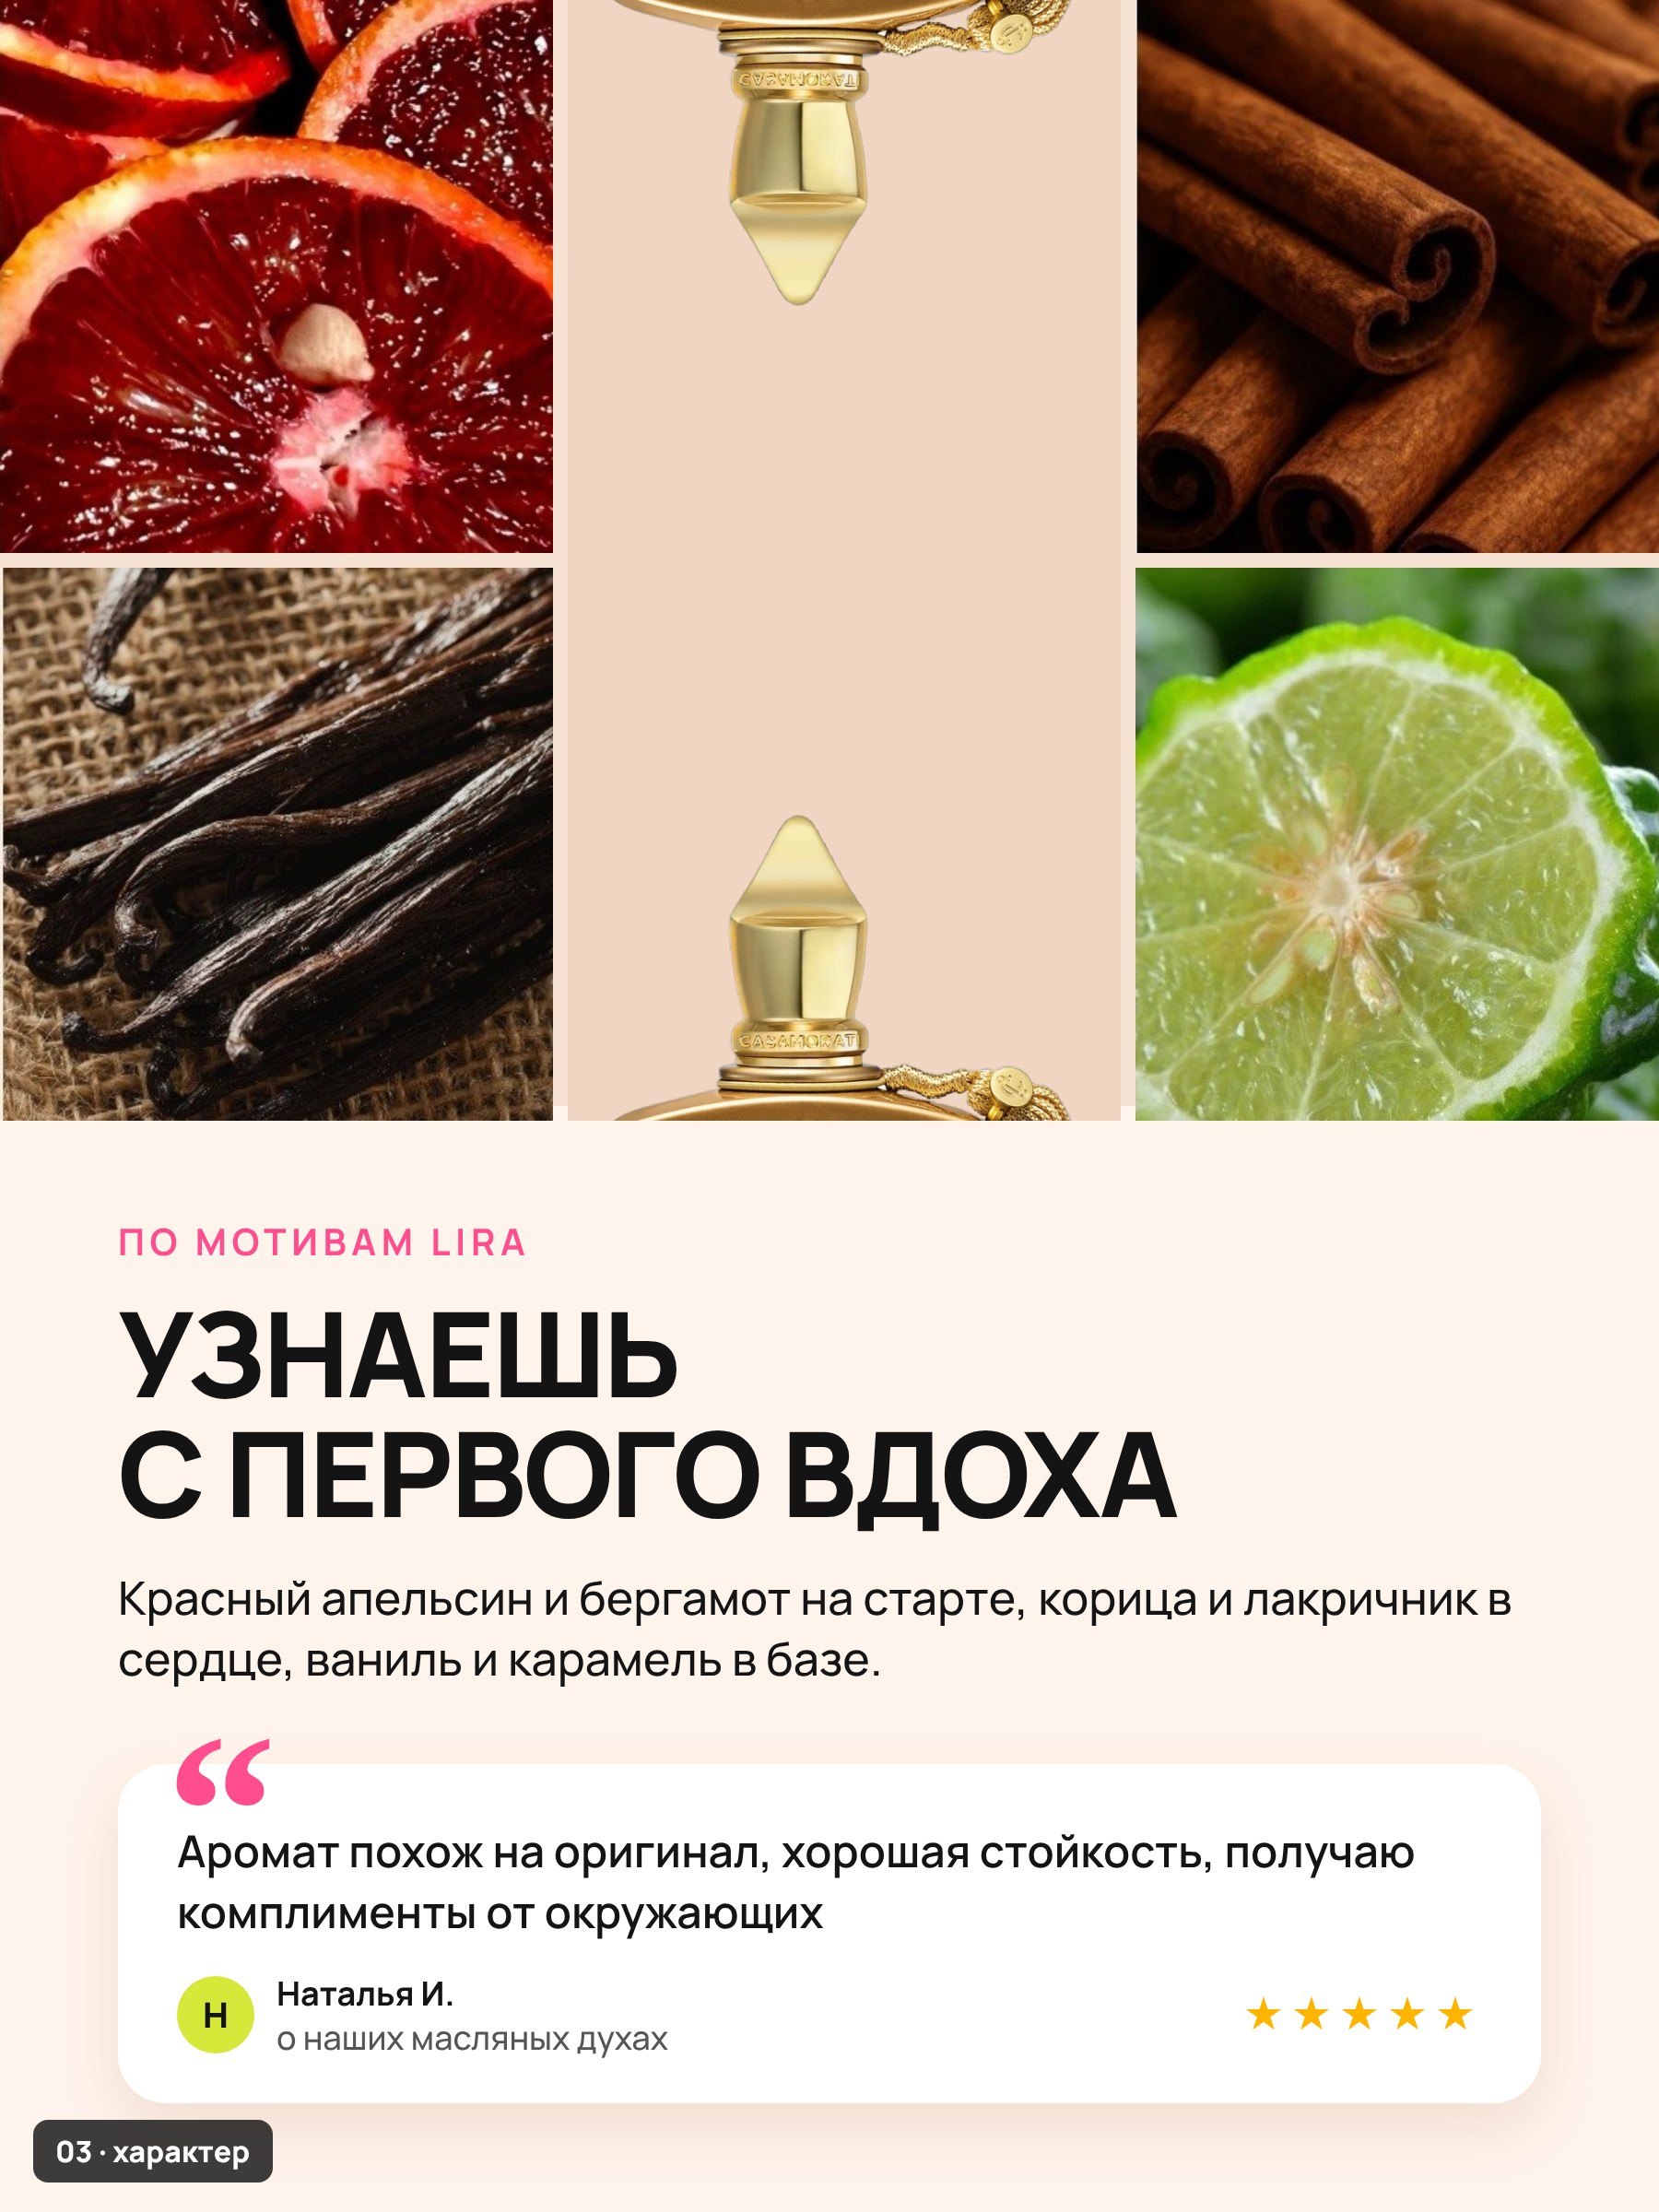 CASAMORATI
CASAMORATI
ПО МОТИВАМ LIRA
УЗНАЕШЬ
С ПЕРВОГО ВДОХА
Красный апельсин и бергамот на старте, корица и лакричник в
сердце, ваниль и карамель в базе.
“
Аромат похож на оригинал, хорошая стойкость, получаю
комплименты от окружающих
Н
Наталья И.
о наших масляных духах
★★★★★
03 · характер